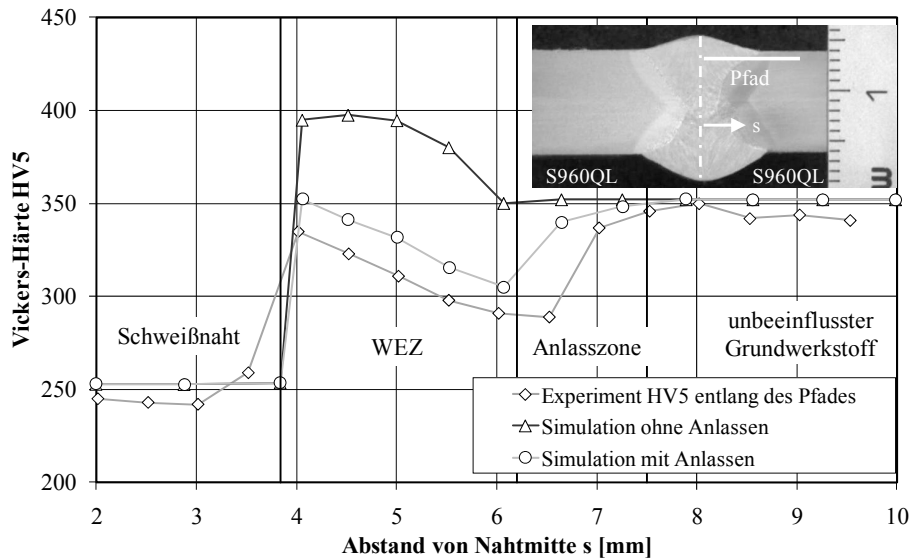 450
400
350
300
250
200
Vickers-Härte HV5
2 3 4 5 6 7 8 9 10
Abstand von Nahtmitte s [mm]
Schweißnaht
WEZ
Anlasszone
unbeeinflusster
Grundwerkstoff
Experiment HV5 entlang des Pfades
Simulation ohne Anlassen
Simulation mit Anlassen
Pfad
s
S960QL
S960QL
1